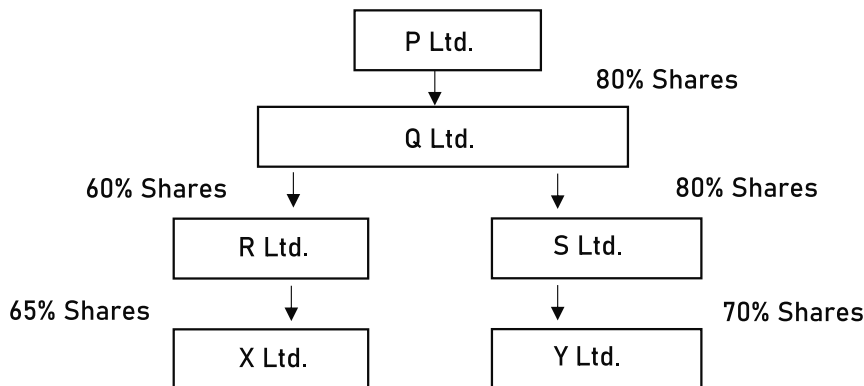 P Ltd.
80% Shares
Q Ltd.
60% Shares
80% Shares
R Ltd.
S Ltd.
65% Shares
70% Shares
X Ltd.
Y Ltd.